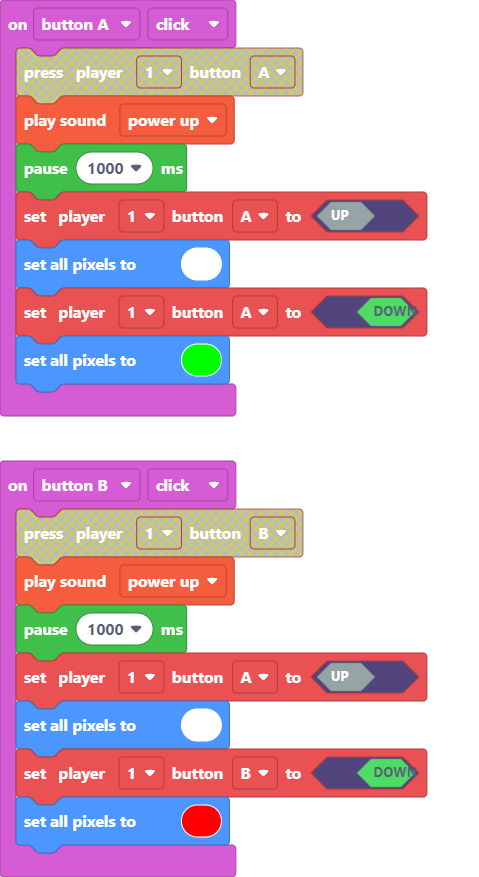 on button A click
press player 1 button A
play sound power up
pause 1000 ms
set player 1 button A to UP
set all pixels to
set player 1 button A to DOWN
set all pixels to
on button B click
press player 1 button B
play sound power up
pause 1000 ms
set player 1 button A to UP
set all pixels to
set player 1 button B to DOWN
set all pixels to